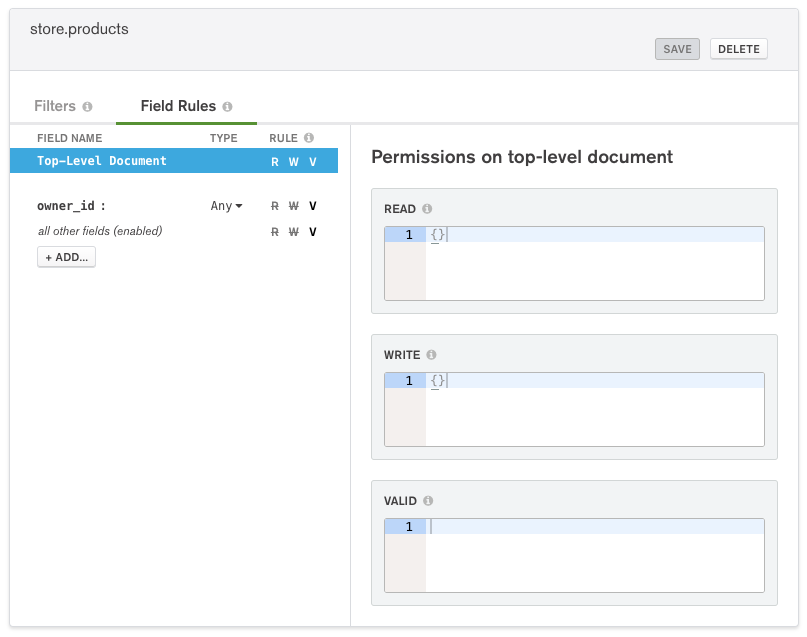 store.products
SAVE DELETE
Filters Field Rules
FIELD NAME TYPE RULE
Top-Level Document R W V
owner_id : Any R W V
all other fields (enabled) R W V
+ ADD...
Permissions on top-level document
READ
1 {}
WRITE
1 {}
VALID
1